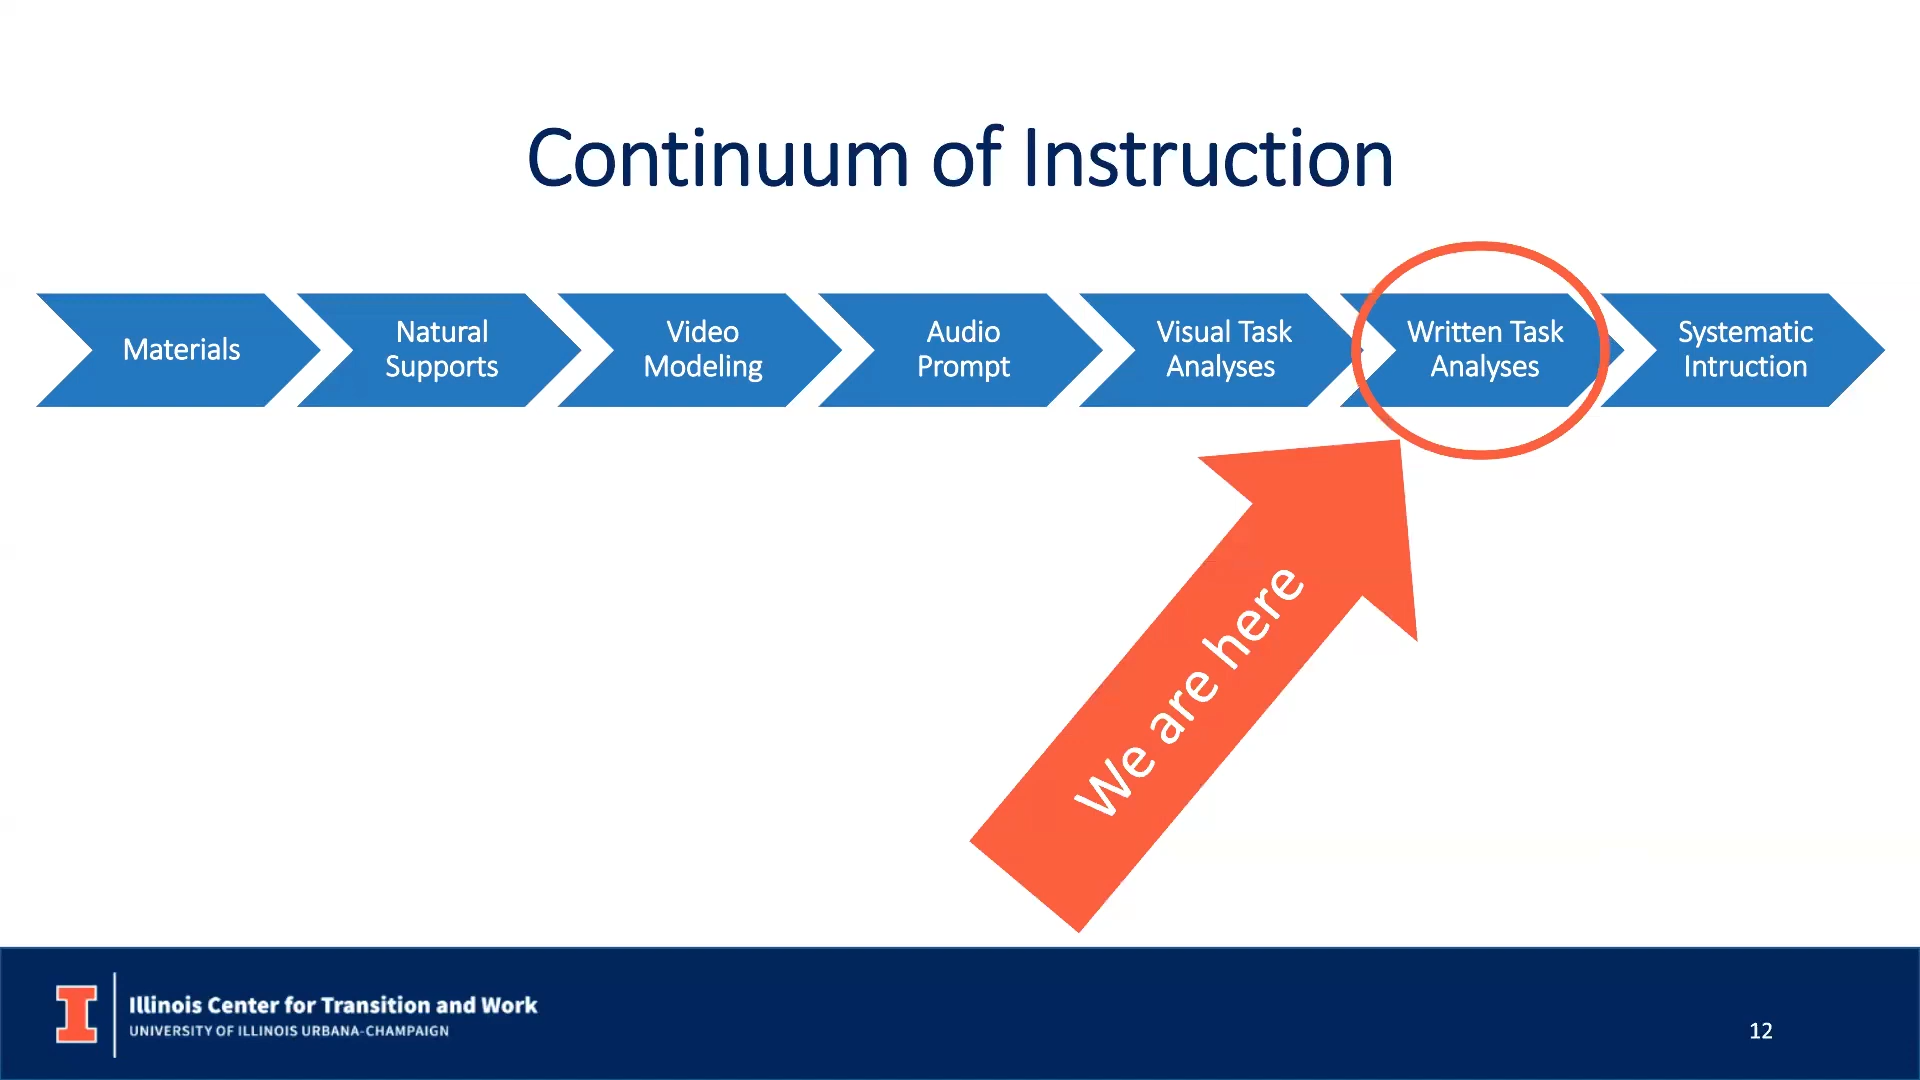 Continuum of Instruction
Materials
Natural
Supports
Video
Modeling
Audio
Prompt
Visual Task
Analyses
Written Task
Analyses
Systematic
Intruction
We are here
I
Illinois Center for Transition and Work
UNIVERSITY OF ILLINOIS URBANA-CHAMPAIGN
12